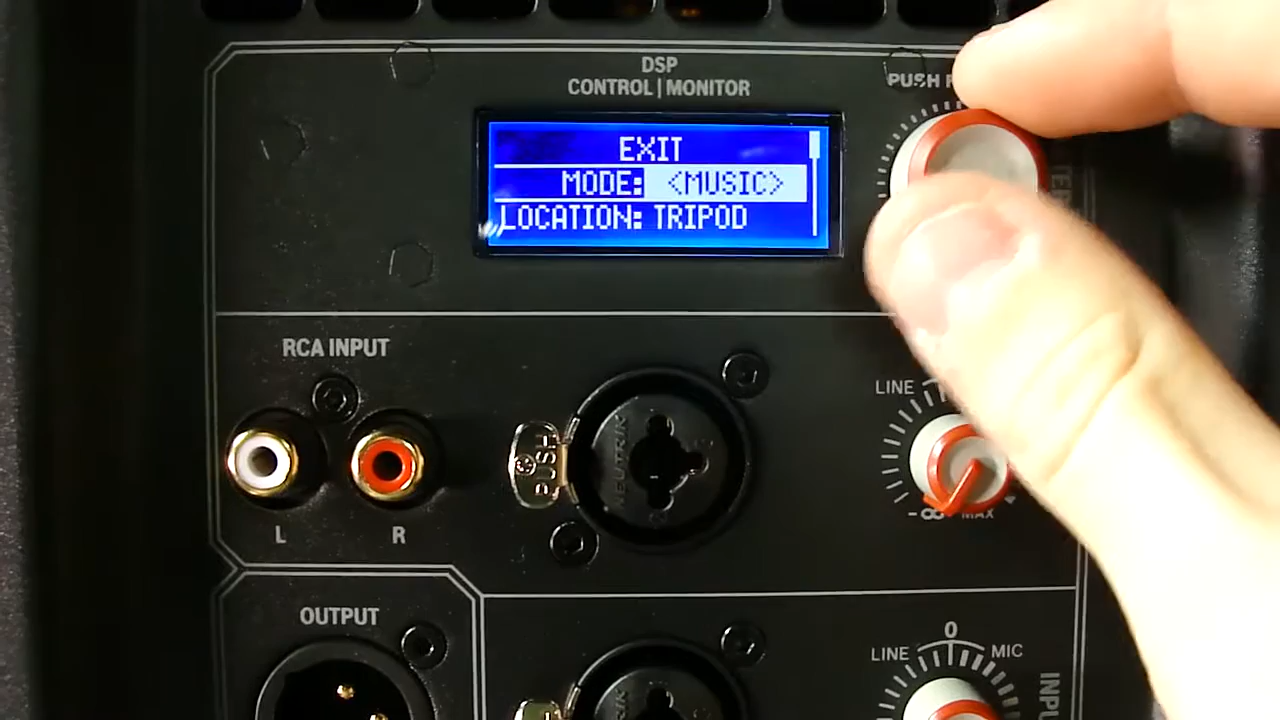 DSP
CONTROL | MONITOR
PUSH
EXIT
MODE: <MUSIC>
LOCATION: TRIPOD
RCA INPUT
LINE
PUSH
NEUTRIK
-∞ MAX
L R
OUTPUT
0
LINE MIC